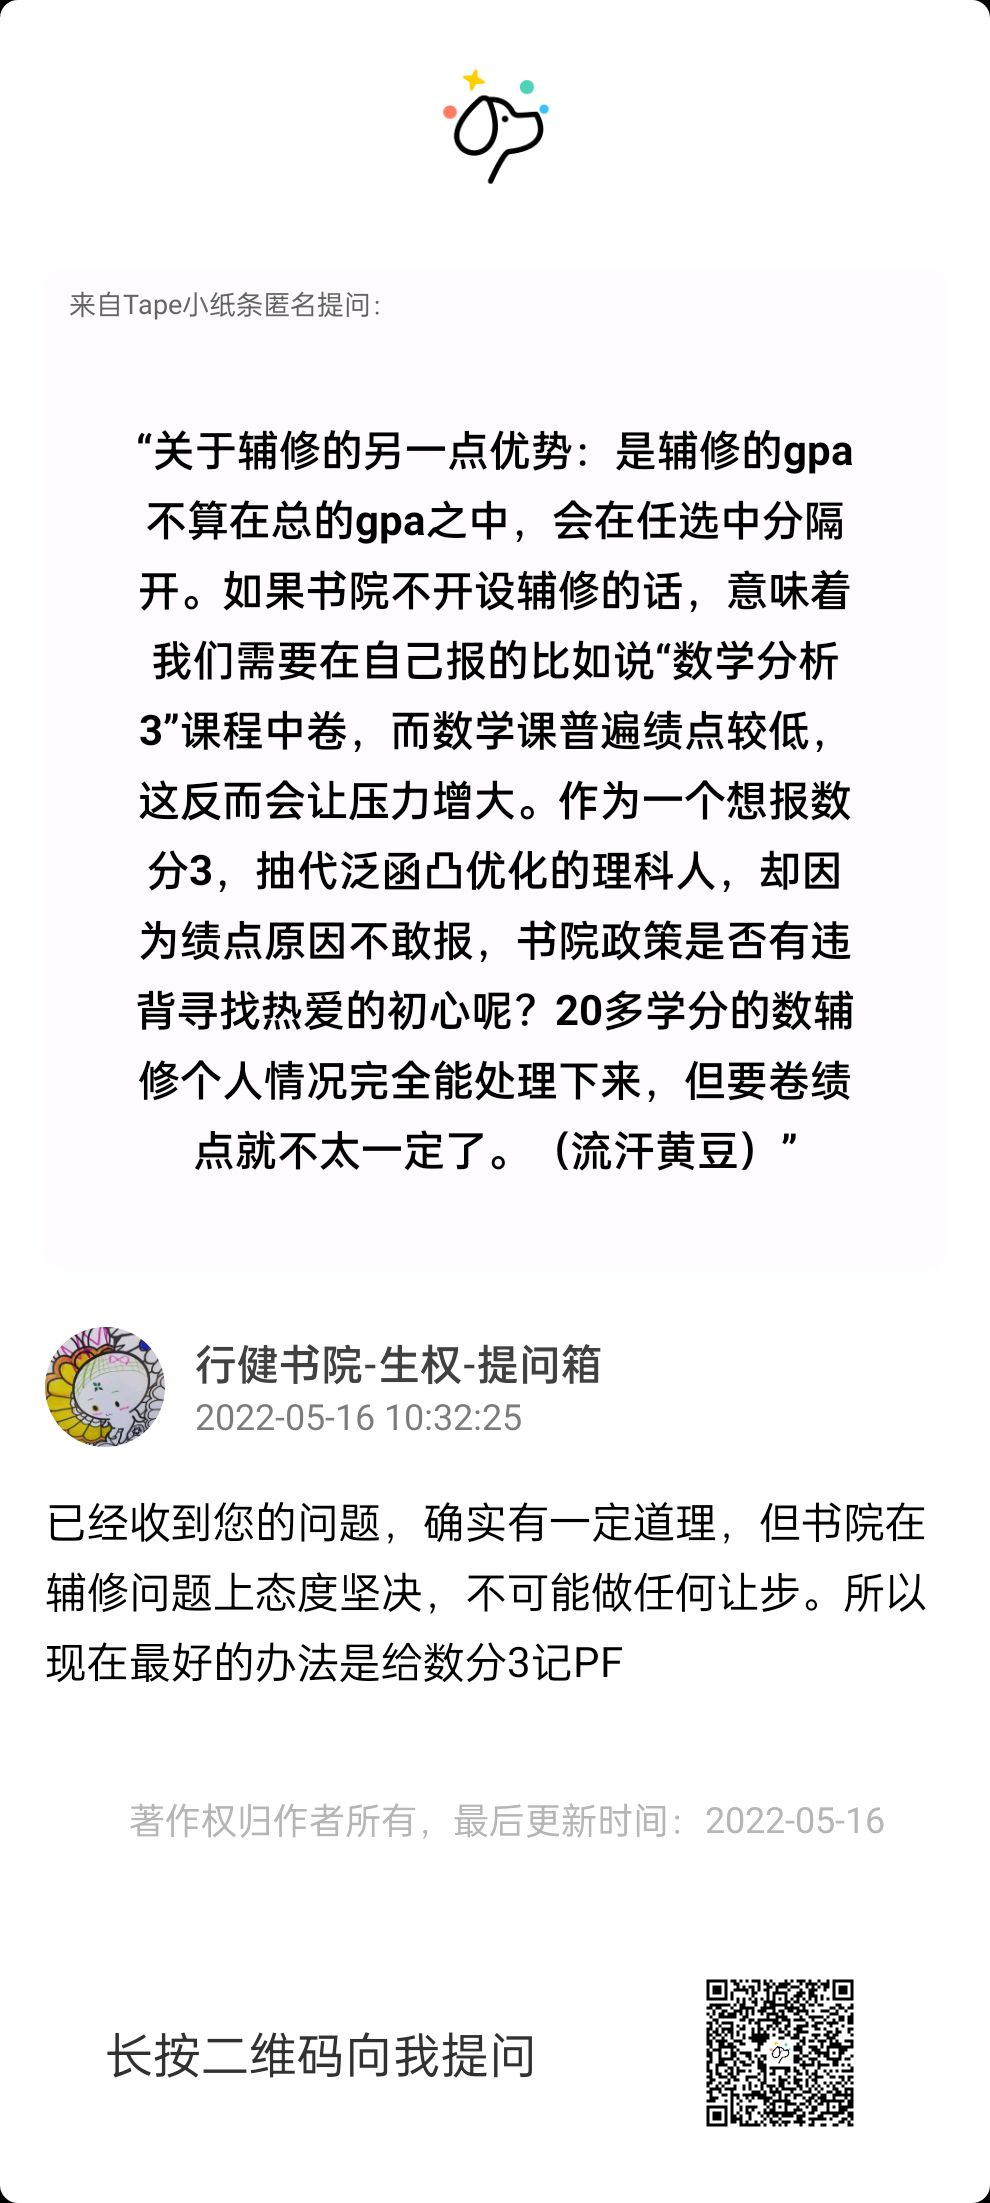 来自Tape小纸条匿名提问：
“关于辅修的另一点优势：是辅修的gpa
不算在总的gpa之中，会在任选中分隔
开。如果书院不开设辅修的话，意味着
我们需要在自己报的比如说“数学分析
3”课程中卷，而数学课普遍绩点较低，
这反而会让压力增大。作为一个想报数
分3，抽代泛函凸优化的理科人，却因
为绩点原因不敢报，书院政策是否有违
背寻找热爱的初心呢？20多学分的数辅
修个人情况完全能处理下来，但要卷绩
点就不太一定了。（流汗黄豆）”
行健书院-生权-提问箱
2022-05-16 10:32:25
已经收到您的问题，确实有一定道理，但书院在
辅修问题上态度坚决，不可能做任何让步。所以
现在最好的办法是给数分3记PF
著作权归作者所有，最后更新时间：2022-05-16
长按二维码向我提问